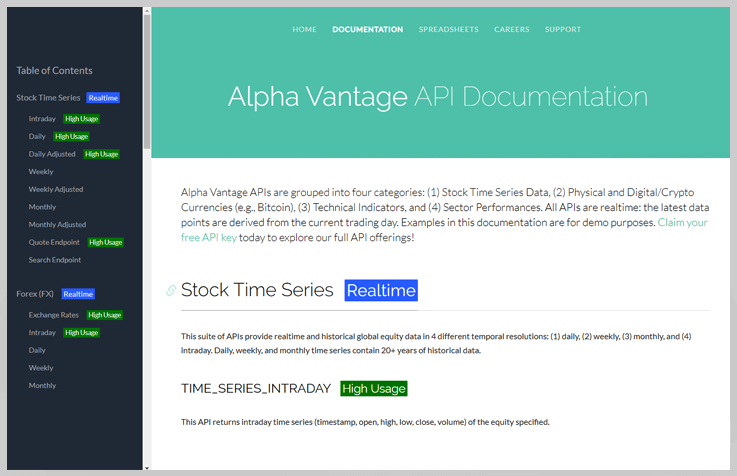 Table of Contents
Stock Time Series Realtime
Intraday High Usage
Daily High Usage
Daily Adjusted High Usage
Weekly
Weekly Adjusted
Monthly
Monthly Adjusted
Quote Endpoint High Usage
Search Endpoint
Forex (FX) Realtime
Exchange Rates High Usage
Intraday High Usage
Daily
Weekly
Monthly
HOME DOCUMENTATION SPREADSHEETS CAREERS SUPPORT
Alpha Vantage API Documentation
Alpha Vantage APIs are grouped into four categories: (1) Stock Time Series Data, (2) Physical and Digital/Crypto
Currencies (e.g., Bitcoin), (3) Technical Indicators, and (4) Sector Performances. All APIs are realtime: the latest data
points are derived from the current trading day. Examples in this documentation are for demo purposes. Claim your
free API key today to explore our full API offerings!
Stock Time Series Realtime
This suite of APIs provide realtime and historical global equity data in 4 different temporal resolutions: (1) daily, (2) weekly, (3) monthly, and (4)
intraday. Daily, weekly, and monthly time series contain 20+ years of historical data.
TIME_SERIES_INTRADAY High Usage
This API returns intraday time series (timestamp, open, high, low, close, volume) of the equity specified.